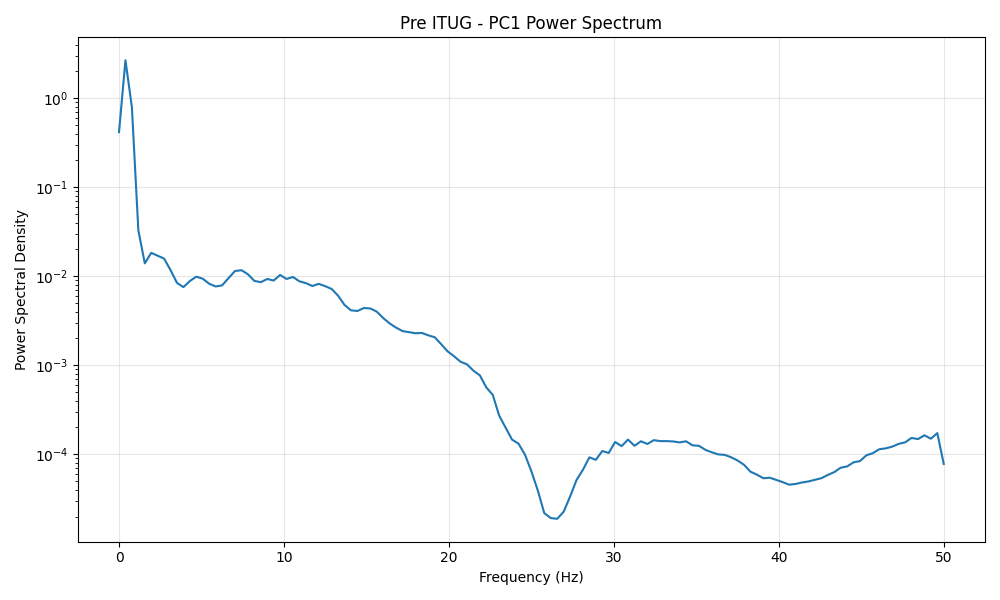 Pre ITUG - PC1 Power Spectrum
Power Spectral Density
10⁰
10⁻¹
10⁻²
10⁻³
10⁻⁴
0 10 20 30 40 50
Frequency (Hz)